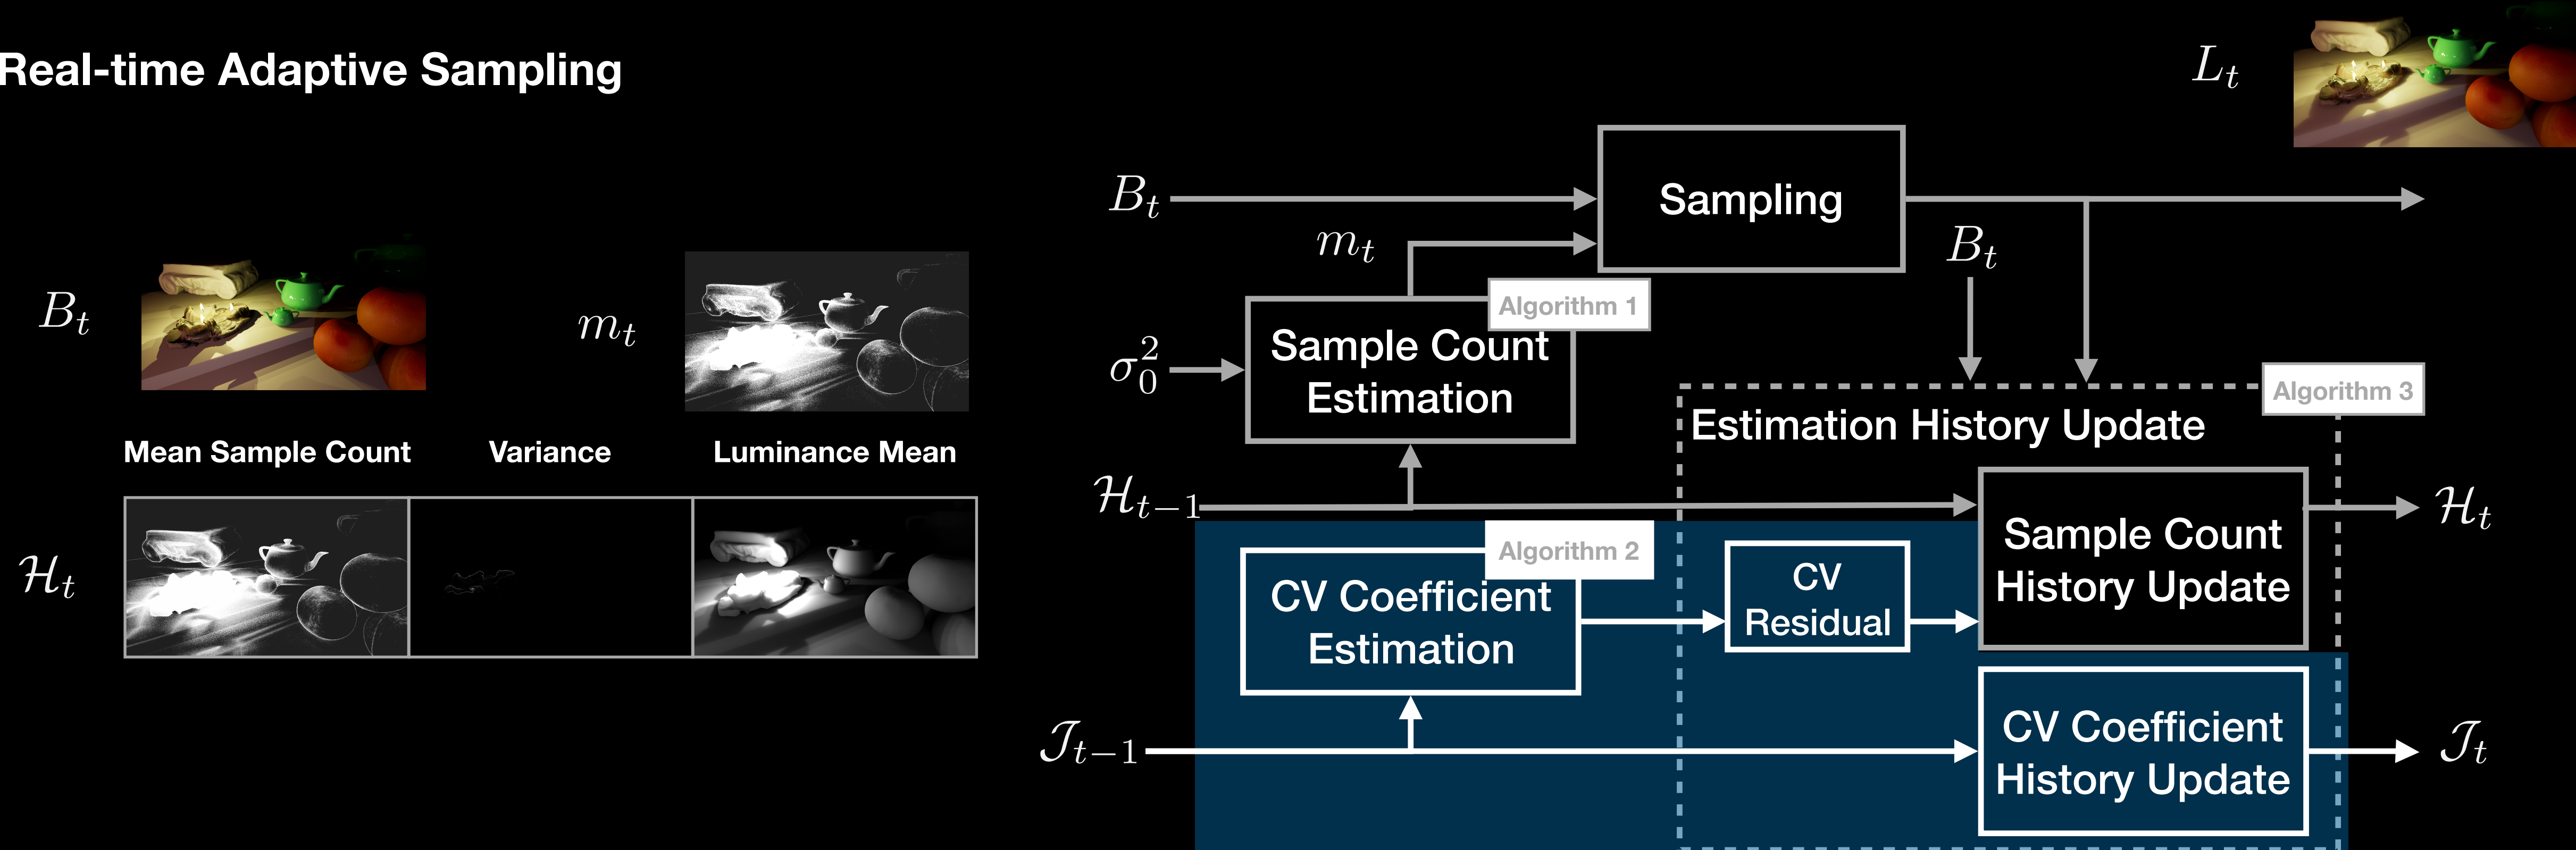 Real-time Adaptive Sampling
L_t
B_t
Sampling
m_t
B_t
Algorithm 1
B_t
m_t
Sample Count
Estimation
σ_0^2
Algorithm 3
Estimation History Update
Mean Sample Count
Variance
Luminance Mean
ℋ_{t−1}
ℋ_t
Sample Count
History Update
ℋ_t
Algorithm 2
CV Coefficient
Estimation
CV
Residual
𝒥_{t−1}
CV Coefficient
History Update
𝒥_t